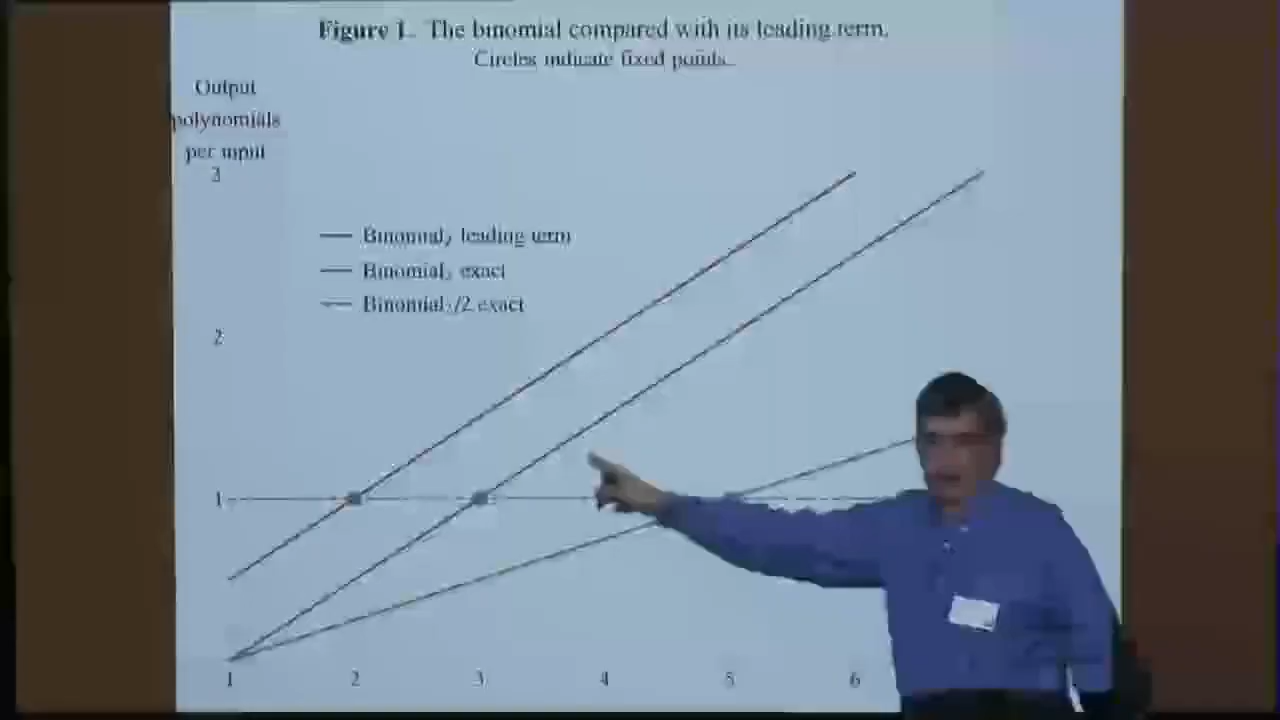 Figure 1. The binomial compared with its leading term.
Circles indicate fixed points.
Output
polynomials
per input
3
Binomial, leading term
Binomial, exact
Binomial /2 exact
2
1
1 2 3 4 5 6